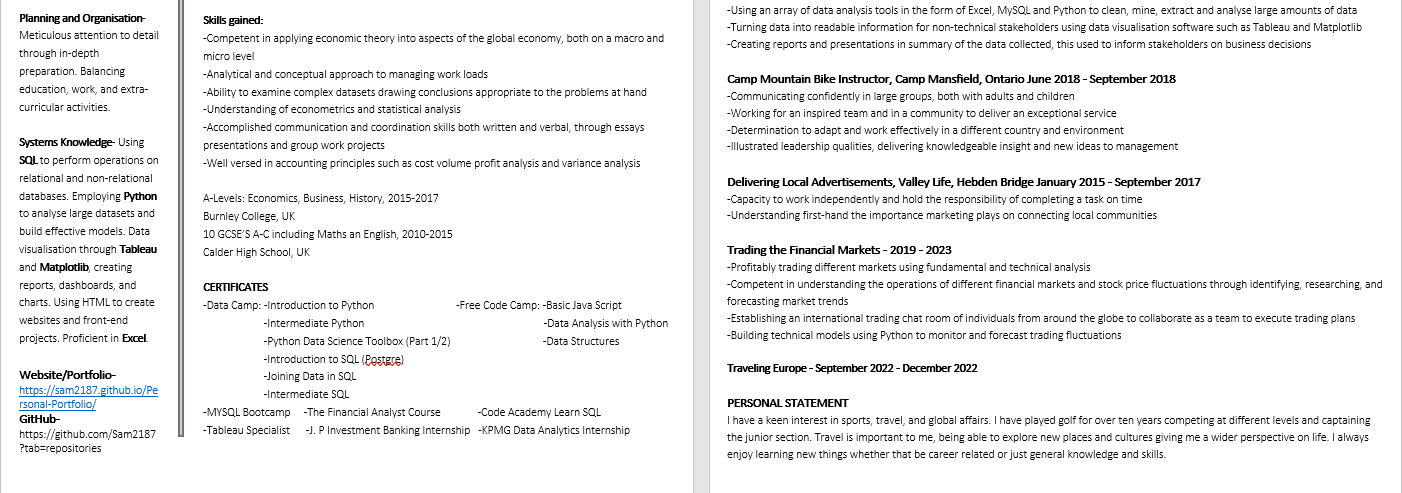 Planning and Organisation-
Meticulous attention to detail
through in-depth
preparation. Balancing
education, work, and extra-
curricular activities.
Systems Knowledge- Using
SQL to perform operations on
relational and non-relational
databases. Employing Python
to analyse large datasets and
build effective models. Data
visualisation through Tableau
and Matplotlib, creating
reports, dashboards, and
charts. Using HTML to create
websites and front-end
projects. Proficient in Excel.
Website/Portfolio-
https://sam2187.github.io/Pe
rsonal-Portfolio/
GitHub-
https://github.com/Sam2187
?tab=repositories
Skills gained:
-Competent in applying economic theory into aspects of the global economy, both on a macro and
micro level
-Analytical and conceptual approach to managing work loads
-Ability to examine complex datasets drawing conclusions appropriate to the problems at hand
-Understanding of econometrics and statistical analysis
-Accomplished communication and coordination skills both written and verbal, through essays
presentations and group work projects
-Well versed in accounting principles such as cost volume profit analysis and variance analysis
A-Levels: Economics, Business, History, 2015-2017
Burnley College, UK
10 GCSE'S A-C including Maths an English, 2010-2015
Calder High School, UK
CERTIFICATES
-Data Camp: -Introduction to Python -Free Code Camp: -Basic Java Script
-Intermediate Python -Data Analysis with Python
-Python Data Science Toolbox (Part 1/2) -Data Structures
-Introduction to SQL (Postgre)
-Joining Data in SQL
-Intermediate SQL
-MYSQL Bootcamp -The Financial Analyst Course -Code Academy Learn SQL
-Tableau Specialist -J. P Investment Banking Internship -KPMG Data Analytics Internship
-Using an array of data analysis tools in the form of Excel, MySQL and Python to clean, mine, extract and analyse large amounts of data
-Turning data into readable information for non-technical stakeholders using data visualisation software such as Tableau and Matplotlib
-Creating reports and presentations in summary of the data collected, this used to inform stakeholders on business decisions
Camp Mountain Bike Instructor, Camp Mansfield, Ontario June 2018 - September 2018
-Communicating confidently in large groups, both with adults and children
-Working for an inspired team and in a community to deliver an exceptional service
-Determination to adapt and work effectively in a different country and environment
-Illustrated leadership qualities, delivering knowledgeable insight and new ideas to management
Delivering Local Advertisements, Valley Life, Hebden Bridge January 2015 - September 2017
-Capacity to work independently and hold the responsibility of completing a task on time
-Understanding first-hand the importance marketing plays on connecting local communities
Trading the Financial Markets - 2019 - 2023
-Profitably trading different markets using fundamental and technical analysis
-Competent in understanding the operations of different financial markets and stock price fluctuations through identifying, researching, and
forecasting market trends
-Establishing an international trading chat room of individuals from around the globe to collaborate as a team to execute trading plans
-Building technical models using Python to monitor and forecast trading fluctuations
Traveling Europe - September 2022 - December 2022
PERSONAL STATEMENT
I have a keen interest in sports, travel, and global affairs. I have played golf for over ten years competing at different levels and captaining
the junior section. Travel is important to me, being able to explore new places and cultures giving me a wider perspective on life. I always
enjoy learning new things whether that be career related or just general knowledge and skills.